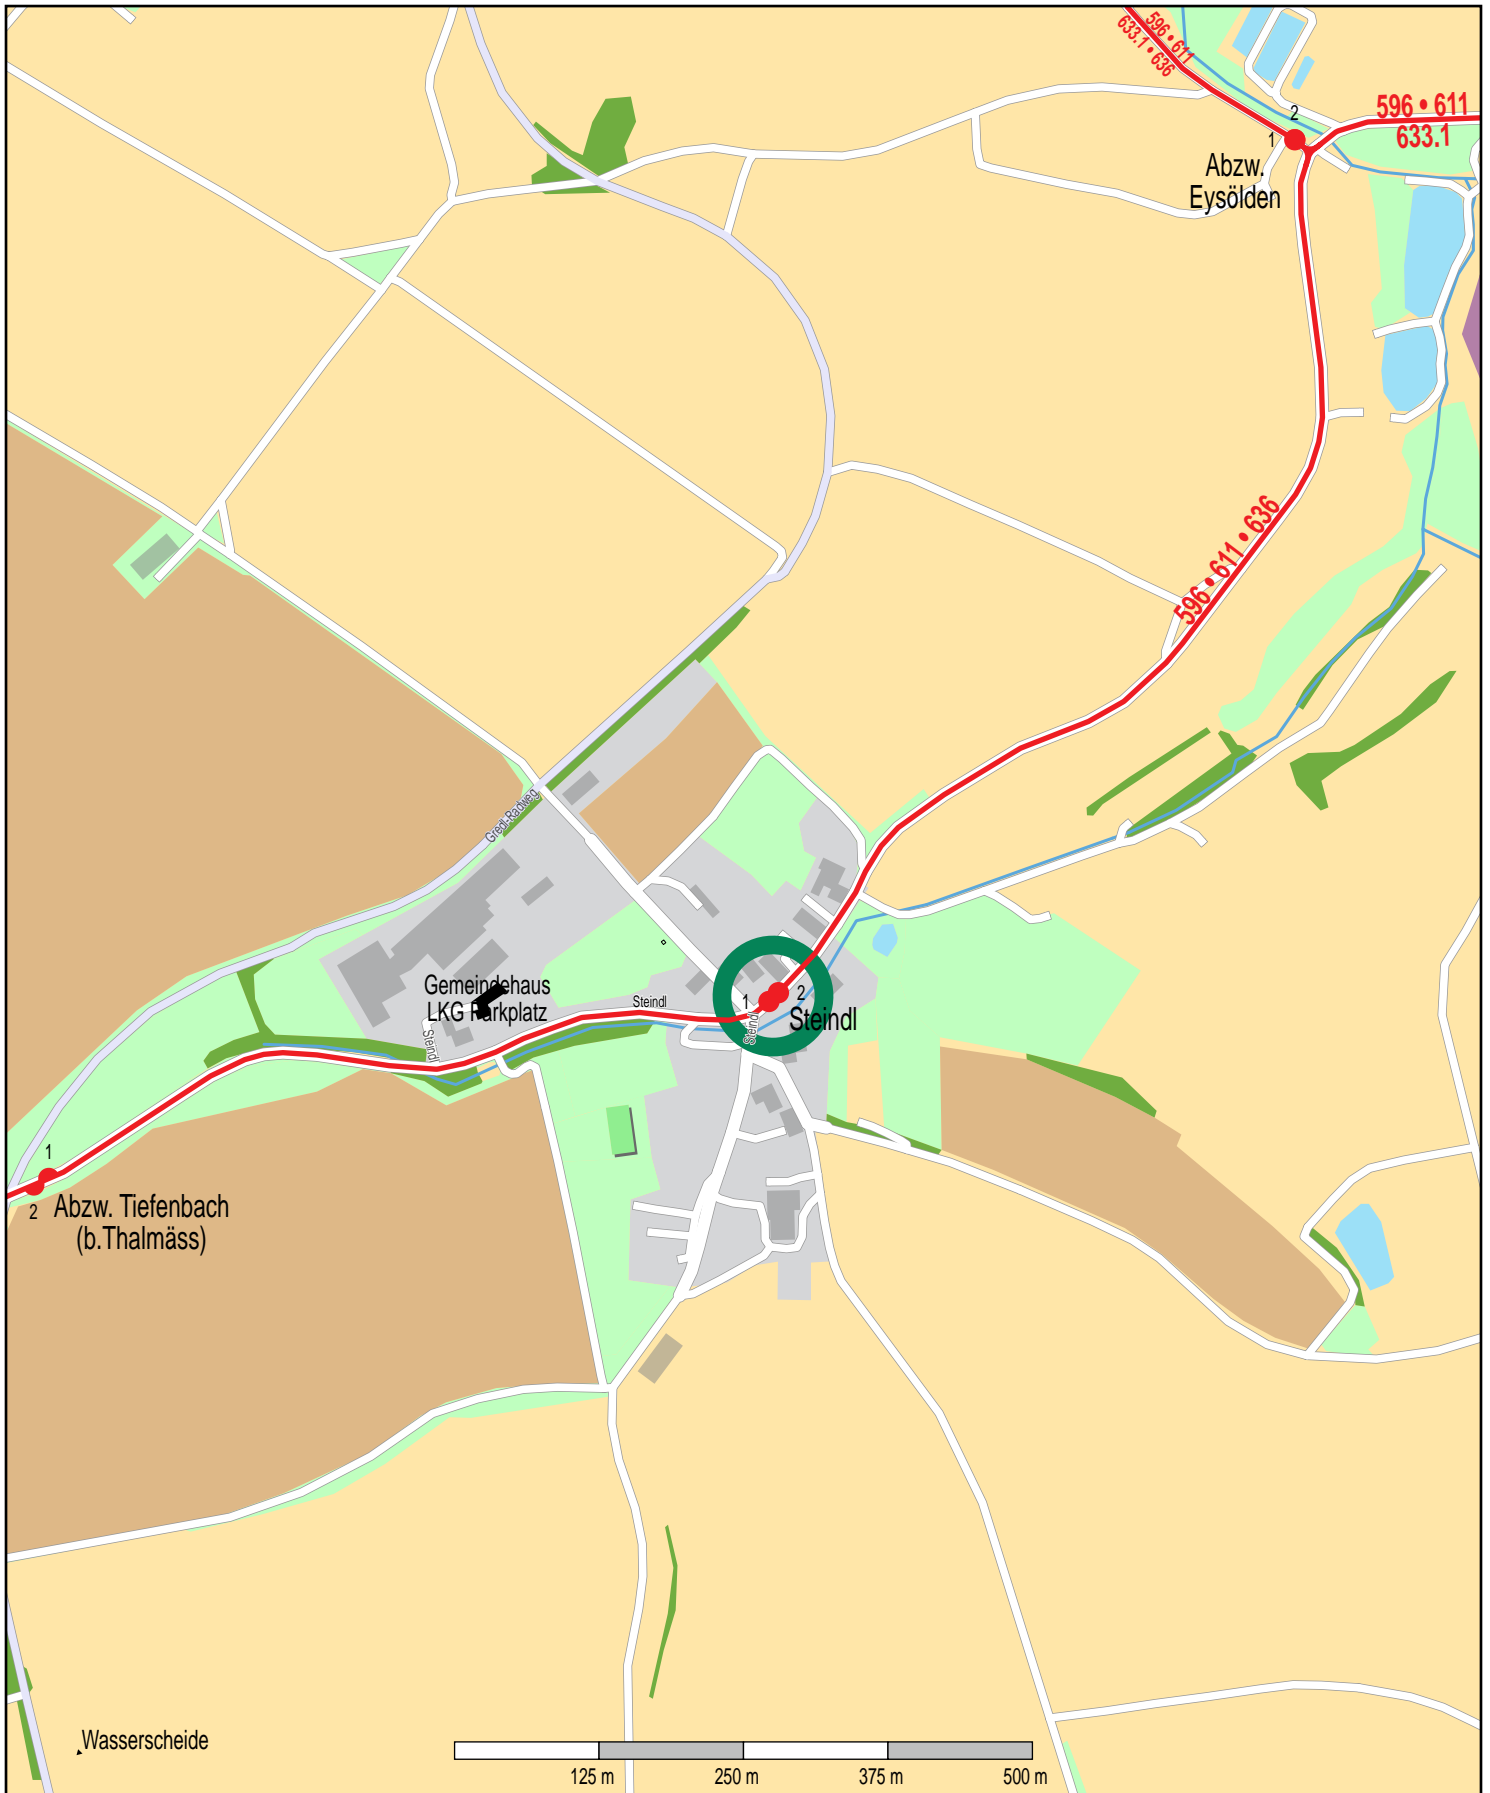 596 • 611
633.1 • 636
596 • 611
633.1
2
1
Abzw.
Eysölden
596 • 611 • 636
Gredl-Radweg
Gemeindehaus
LKG Parkplatz
Steindl
Steindl
Steindl
1
2
Steindl
1
2
Abzw. Tiefenbach
(b.Thalmäss)
Wasserscheide
125 m
250 m
375 m
500 m